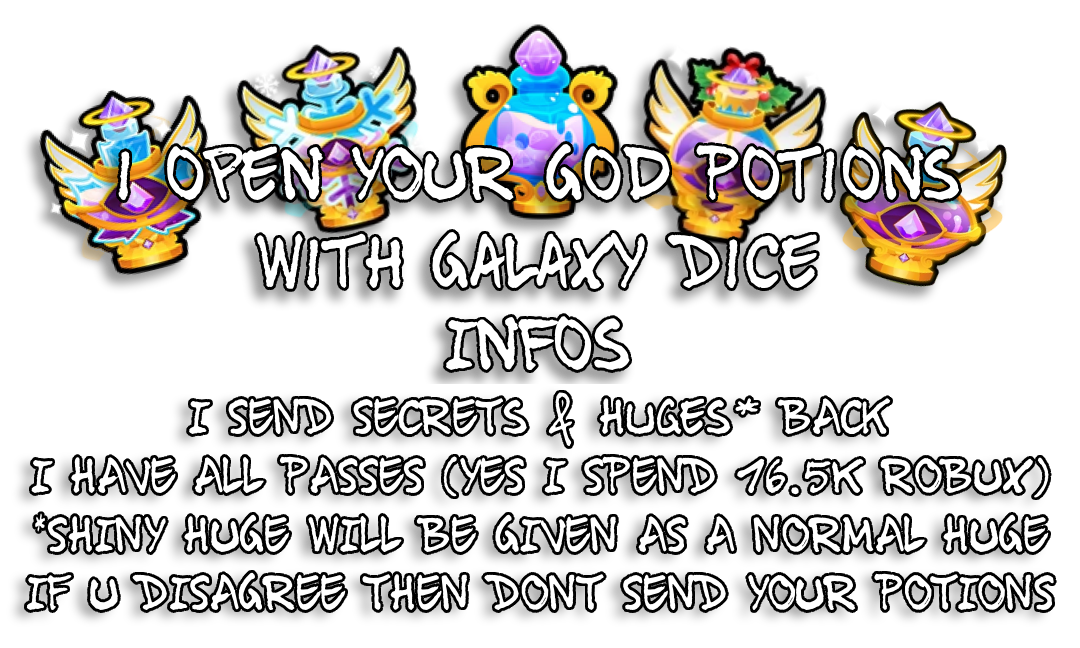 I OPEN YOUR GOD POTIONS
WITH GALAXY DICE
INFOS
I SEND SECRETS & HUGES* BACK
I HAVE ALL PASSES (YES I SPEND 16.5K ROBUX)
*SHINY HUGE WILL BE GIVEN AS A NORMAL HUGE
IF U DISAGREE THEN DONT SEND YOUR POTIONS